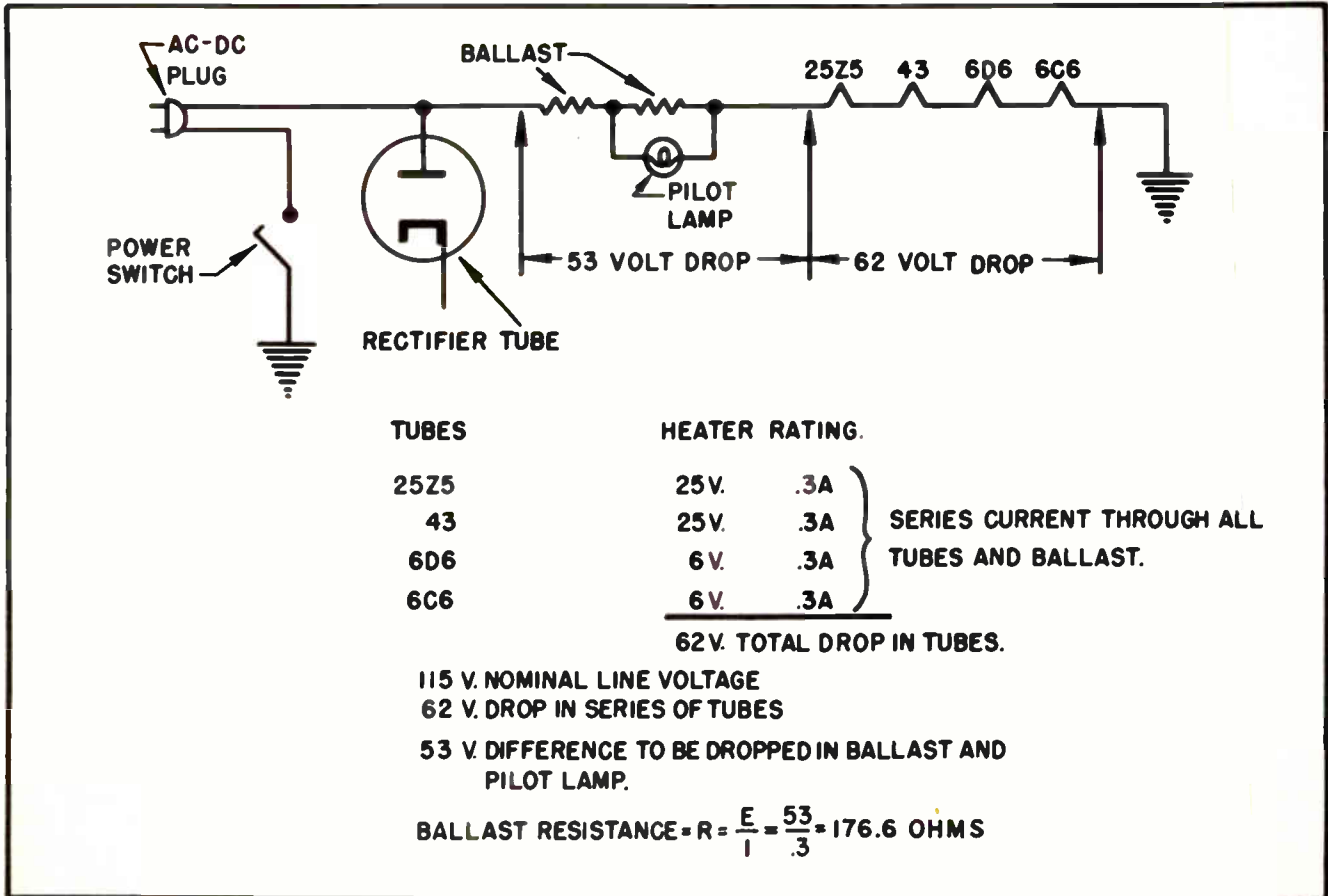 AC-DC
PLUG
BALLAST
25Z5 43 6D6 6C6
PILOT
LAMP
POWER
SWITCH
53 VOLT DROP 62 VOLT DROP
RECTIFIER TUBE
TUBES HEATER RATING.
25Z5 25V. .3A
43 25V. .3A
6D6 6V. .3A
6C6 6V. .3A
SERIES CURRENT THROUGH ALL
TUBES AND BALLAST.
62V. TOTAL DROP IN TUBES.
115 V. NOMINAL LINE VOLTAGE
62 V. DROP IN SERIES OF TUBES
53 V. DIFFERENCE TO BE DROPPED IN BALLAST AND
PILOT LAMP.
BALLAST RESISTANCE = R = E/I = 53/.3 = 176.6 OHMS